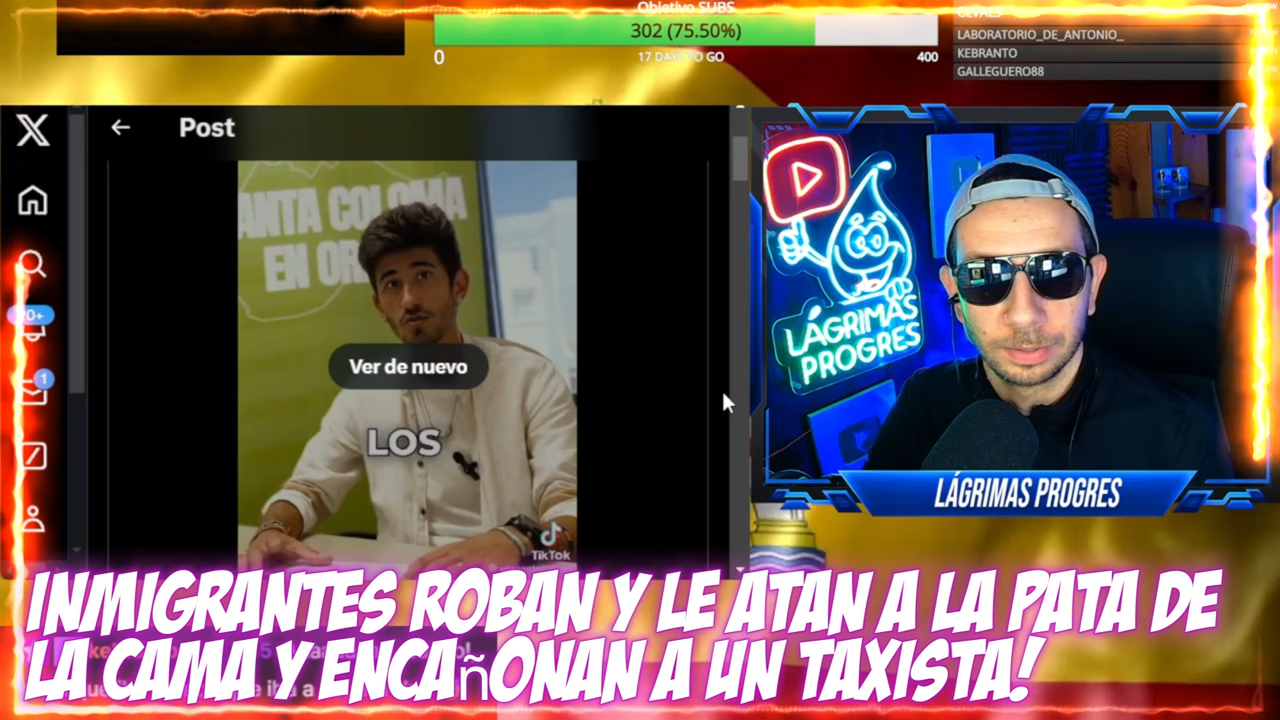 Objetivo SUBS
302 (75.50%)
0
17 DAYS TO GO
400
LABORATORIO_DE_ANTONIO_
KEBRANTO
GALLEGUERO88
Post
20+
1
ANTA COLOMA
EN OR
Ver de nuevo
LOS
TikTok
LÁGRIMAS
PROGRES
LÁGRIMAS PROGRES
INMIGRANTES ROBAN Y LE ATAN A LA PATA DE
LA CAMA Y ENCAñONAN A UN TAXISTA!